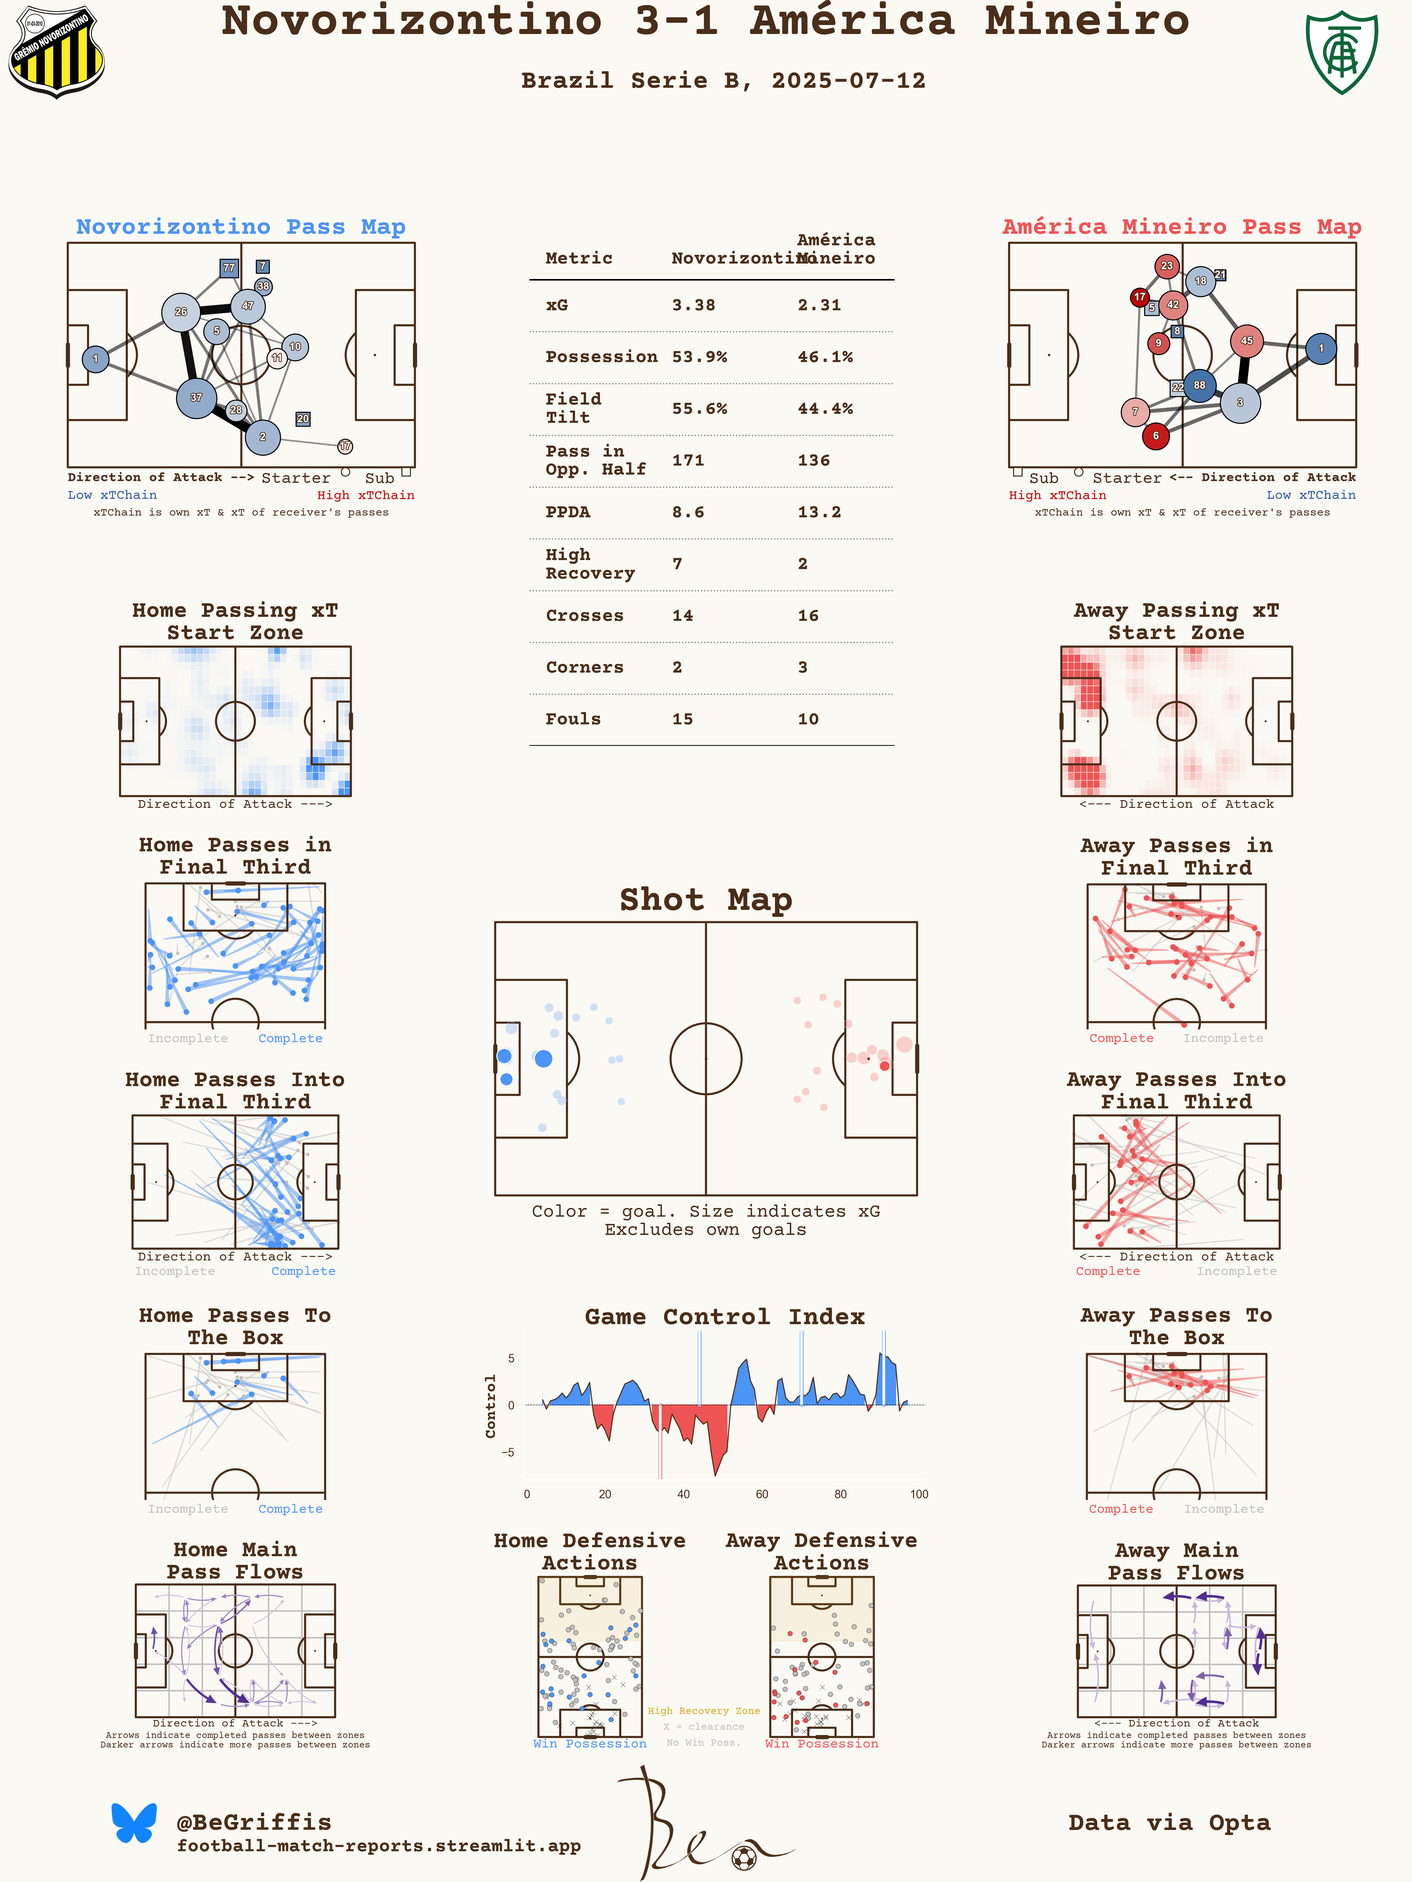 Novorizontino 3-1 América Mineiro
Brazil Serie B, 2025-07-12
01-03-2010
GRÊMIO NOVORIZONTINO
Novorizontino Pass Map
77
7
38
26
47
5
10
11
1
37
28
20
2
17
Direction of Attack --> Starter Sub
Low xTChain High xTChain
xTChain is own xT & xT of receiver's passes
Metric Novorizontino América Mineiro
xG 3.38 2.31
Possession 53.9% 46.1%
Field Tilt 55.6% 44.4%
Pass in Opp. Half 171 136
PPDA 8.6 13.2
High Recovery 7 2
Crosses 14 16
Corners 2 3
Fouls 15 10
América Mineiro Pass Map
23
21
18
17
5
42
8
9
45
1
22
88
3
7
6
Sub Starter <-- Direction of Attack
High xTChain Low xTChain
xTChain is own xT & xT of receiver's passes
Home Passing xT
Start Zone
Direction of Attack --->
Away Passing xT
Start Zone
<--- Direction of Attack
Home Passes in
Final Third
Incomplete Complete
Shot Map
Color = goal. Size indicates xG
Excludes own goals
Away Passes in
Final Third
Complete Incomplete
Home Passes Into
Final Third
Direction of Attack --->
Incomplete Complete
Away Passes Into
Final Third
<--- Direction of Attack
Complete Incomplete
Home Passes To
The Box
Incomplete Complete
Game Control Index
Control
5
0
−5
0 20 40 60 80 100
Away Passes To
The Box
Complete Incomplete
Home Main
Pass Flows
Direction of Attack --->
Arrows indicate completed passes between zones
Darker arrows indicate more passes between zones
Home Defensive
Actions
Win Possession
High Recovery Zone
X = clearance
No Win Poss.
Away Defensive
Actions
Win Possession
Away Main
Pass Flows
<--- Direction of Attack
Arrows indicate completed passes between zones
Darker arrows indicate more passes between zones
@BeGriffis
football-match-reports.streamlit.app
Ben
Data via Opta